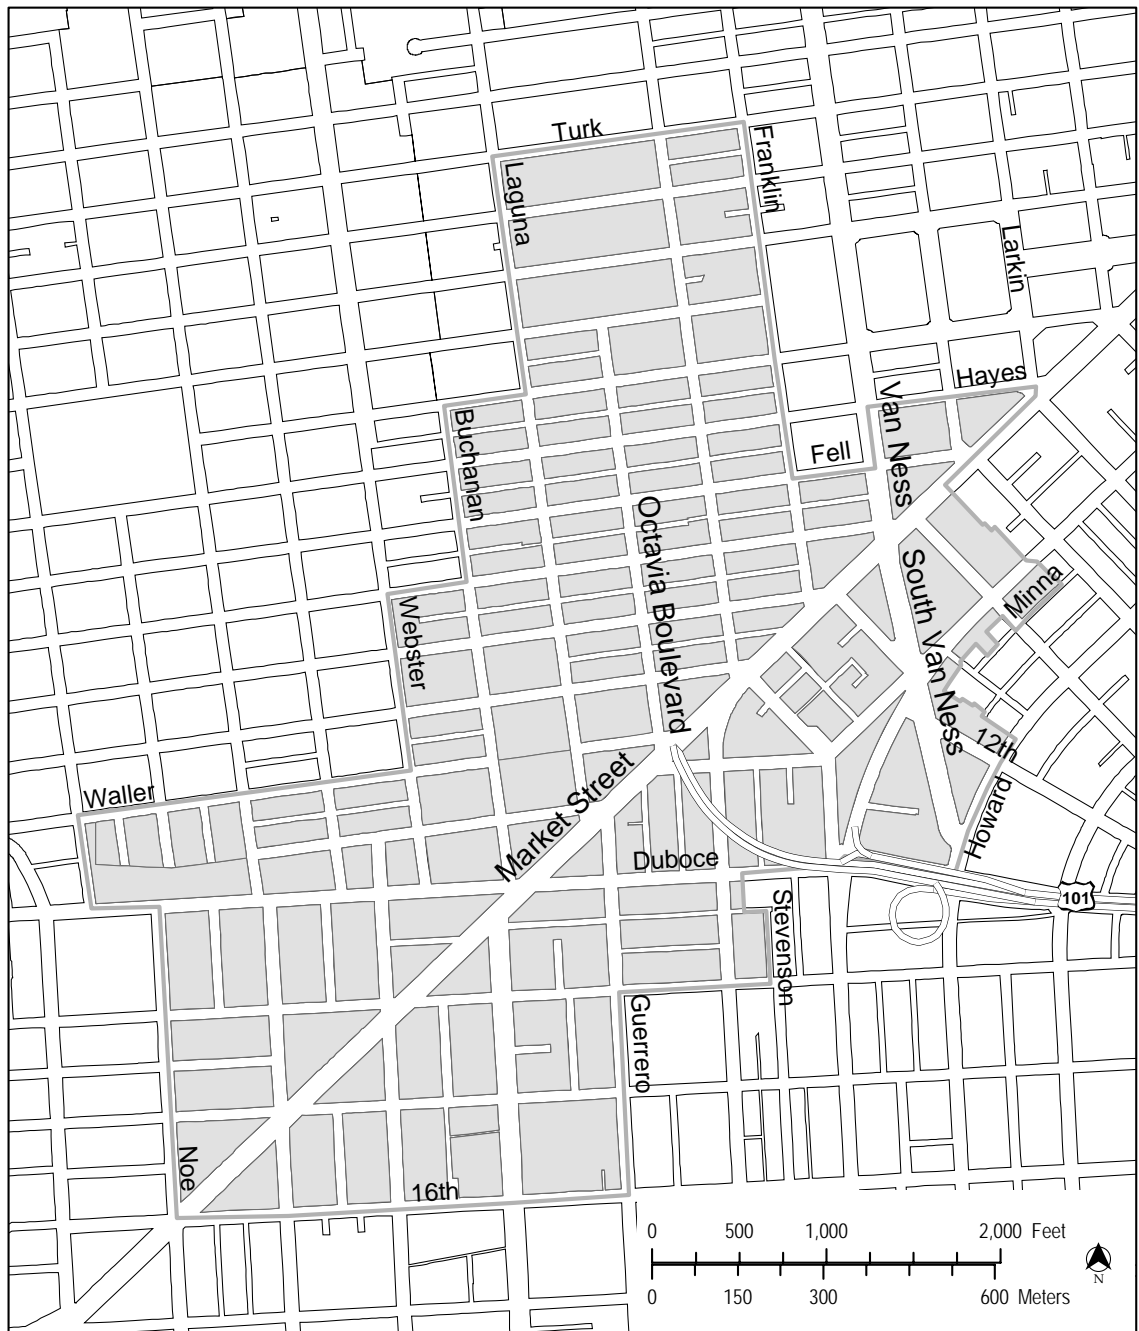 Turk
Franklin
Laguna
Larkin
Hayes
Van Ness
Buchanan
Fell
Octavia Boulevard
South Van Ness
Minna
Webster
12th
Waller
Market Street
Howard
Duboce
101
Stevenson
Guerrero
Noe
16th
0 500 1,000 2,000 Feet
0 150 300 600 Meters
N